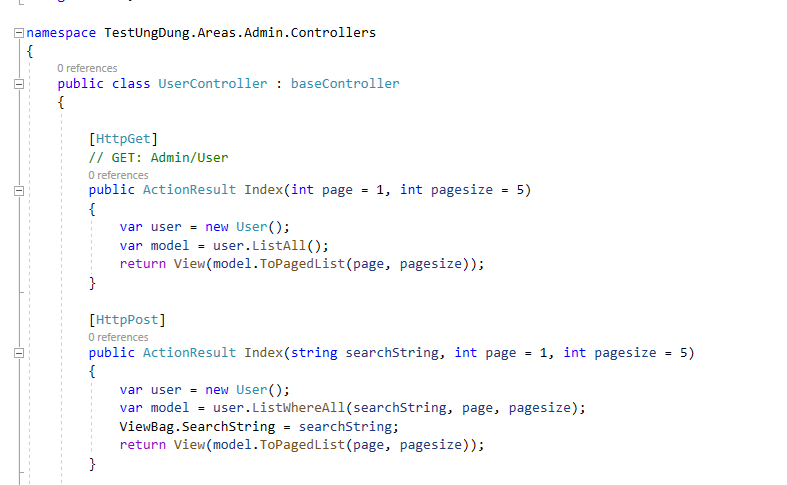 namespace TestUngDung.Areas.Admin.Controllers
{
0 references
public class UserController : baseController
{
[HttpGet]
// GET: Admin/User
0 references
public ActionResult Index(int page = 1, int pagesize = 5)
{
var user = new User();
var model = user.ListAll();
return View(model.ToPagedList(page, pagesize));
}
[HttpPost]
0 references
public ActionResult Index(string searchString, int page = 1, int pagesize = 5)
{
var user = new User();
var model = user.ListWhereAll(searchString, page, pagesize);
ViewBag.SearchString = searchString;
return View(model.ToPagedList(page, pagesize));
}